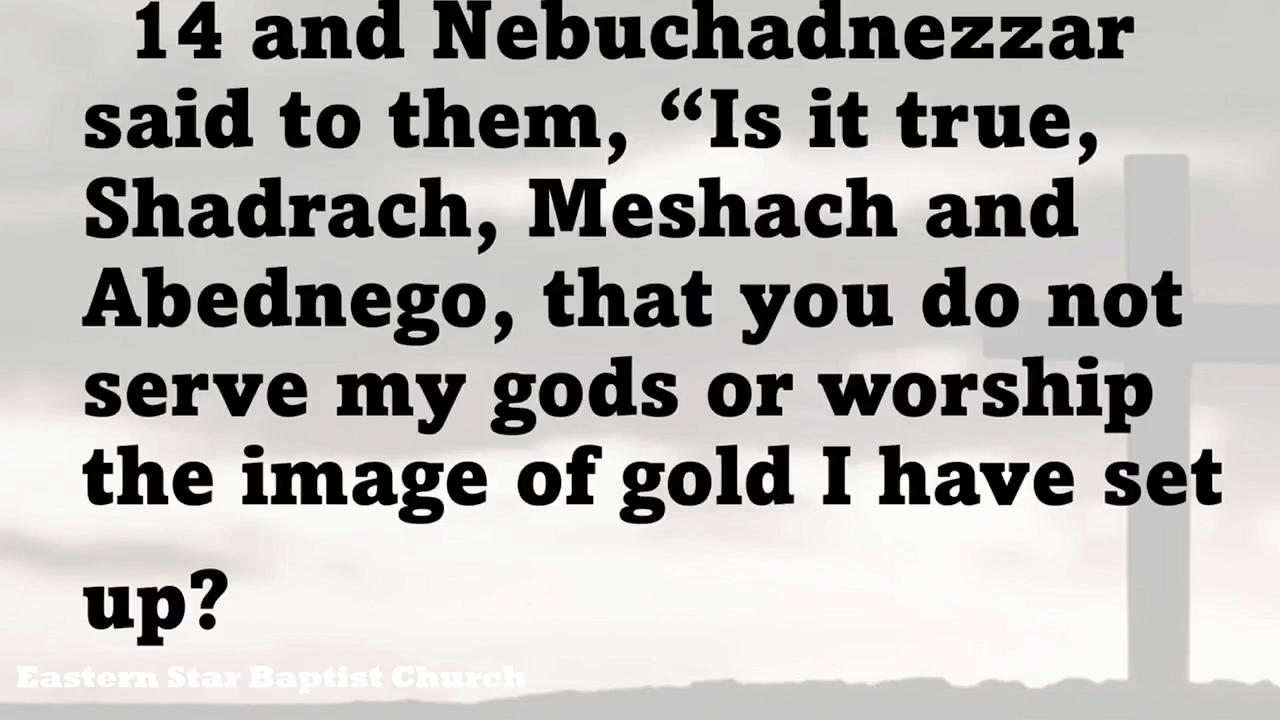 14 and Nebuchadnezzar
said to them, “Is it true,
Shadrach, Meshach and
Abednego, that you do not
serve my gods or worship
the image of gold I have set
up?
Eastern Star Baptist Church